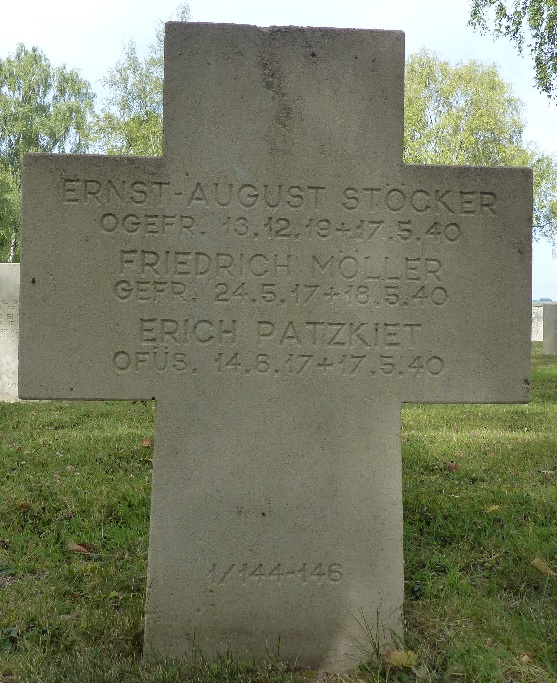 ERNST-AUGUST STÖCKER
OGEFR. 13.12.19+17.5.40
FRIEDRICH MÖLLER
GEFR. 24.5.17+18.5.40
ERICH PATZKIET
OFÜS. 14.6.17+17.5.40
1/144-146